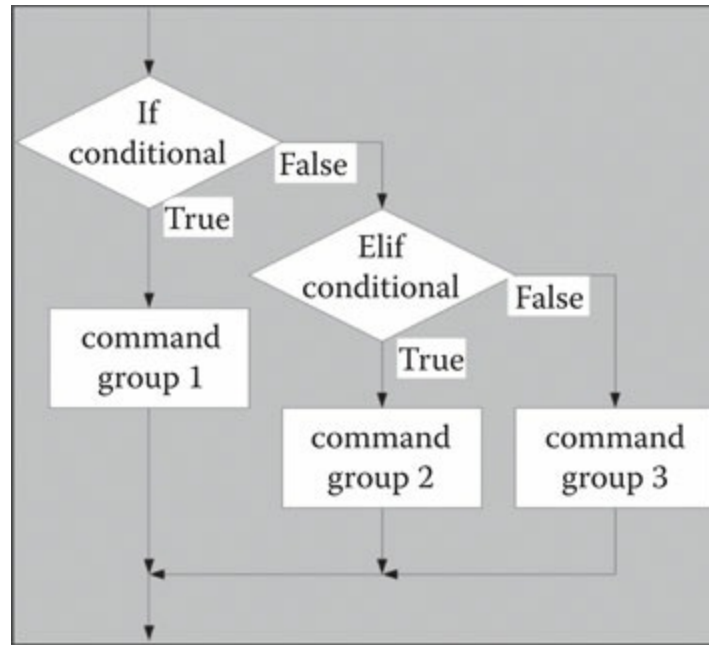 If
conditional
False
True
Elif
conditional
False
True
command
group 1
command
group 2
command
group 3